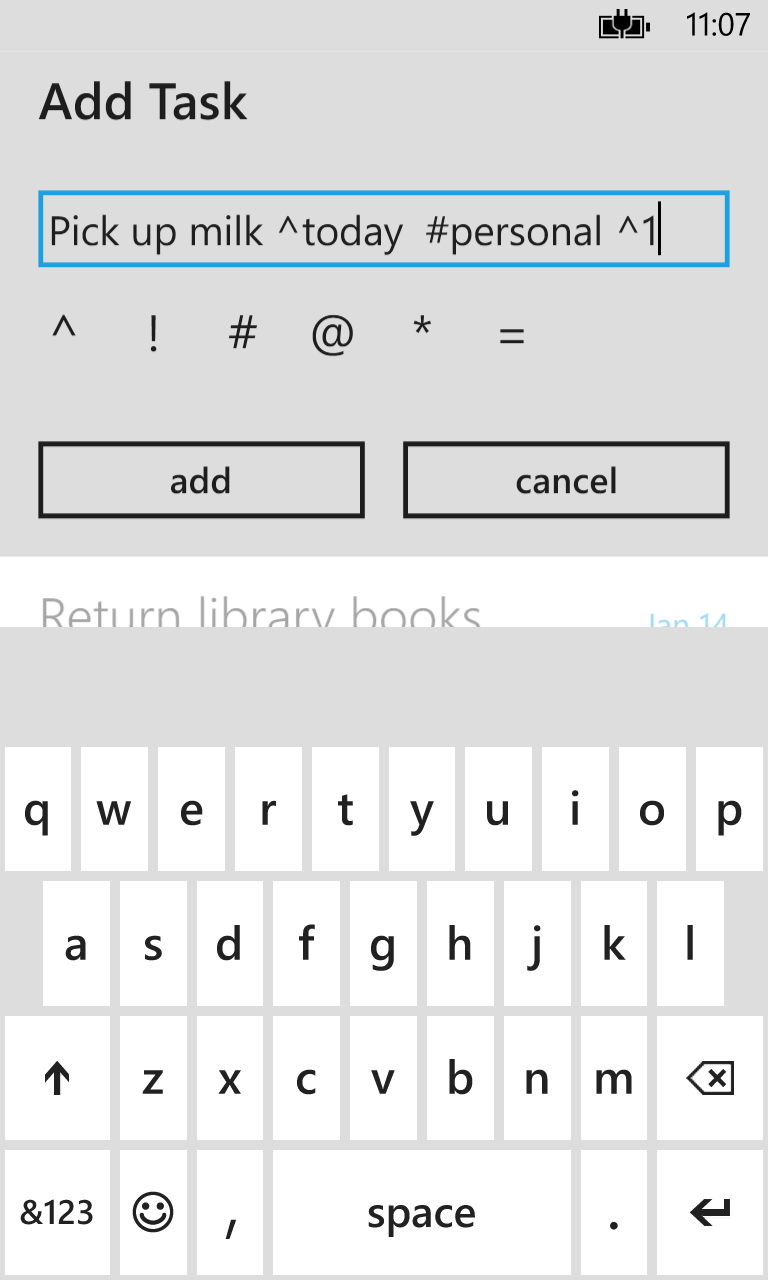 11:07
Add Task
Pick up milk ^today  #personal ^1
^ ! # @ * =
add cancel
Return library books Jan 14
q w e r t y u i o p
a s d f g h j k l
z x c v b n m
&123 , space .